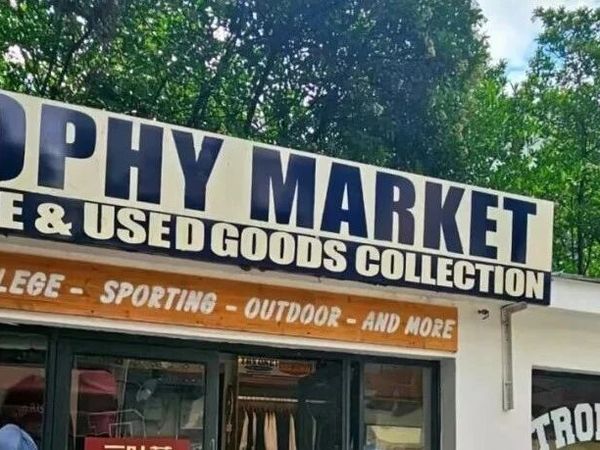 OPHY MARKET
E & USED GOODS COLLECTION
LEGE - SPORTING - OUTDOOR - AND MORE
TRO